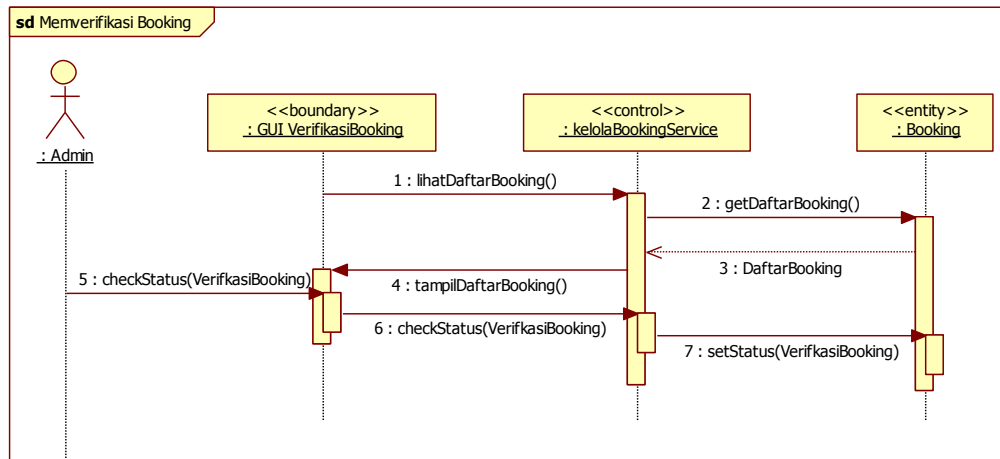 sd Memverifikasi Booking
<<boundary>>
: GUI VerifikasiBooking
<<control>>
: kelolaBookingService
<<entity>>
: Booking
: Admin
1 : lihatDaftarBooking()
2 : getDaftarBooking()
3 : DaftarBooking
4 : tampilDaftarBooking()
5 : checkStatus(VerifkasiBooking)
6 : checkStatus(VerifkasiBooking)
7 : setStatus(VerifkasiBooking)